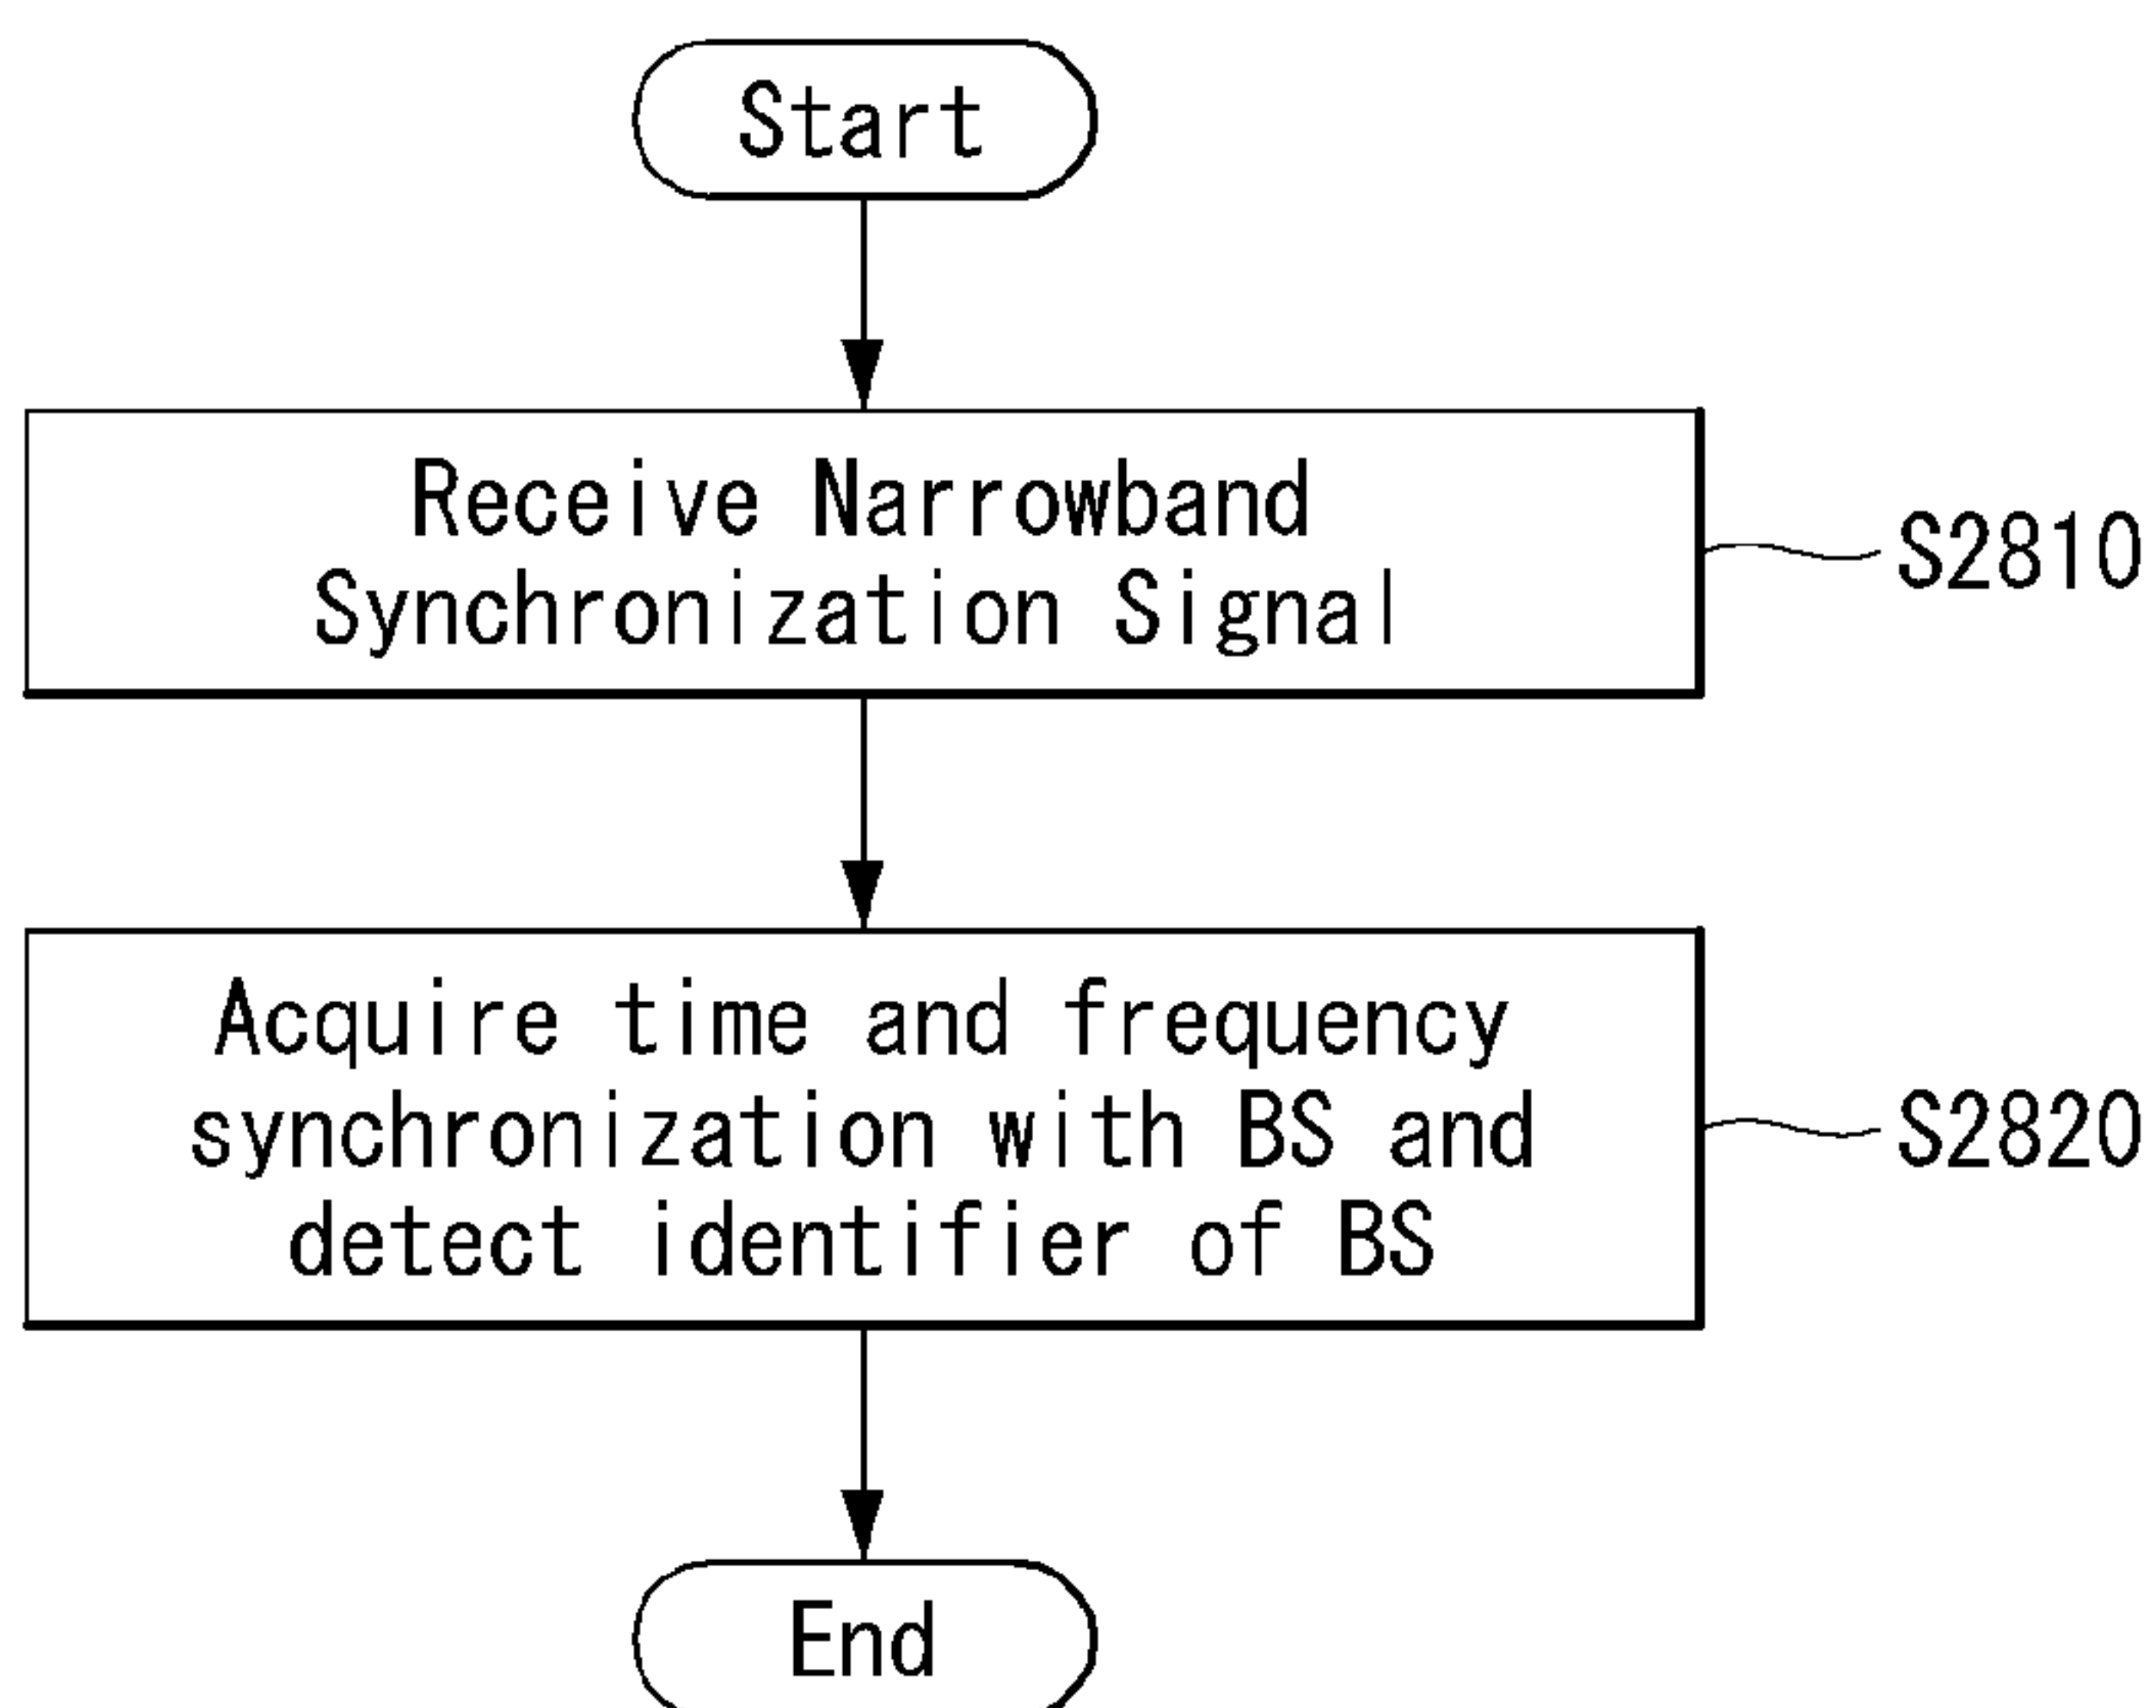 Start
Receive Narrowband
Synchronization Signal
S2810
Acquire time and frequency
synchronization with BS and
detect identifier of BS
S2820
End